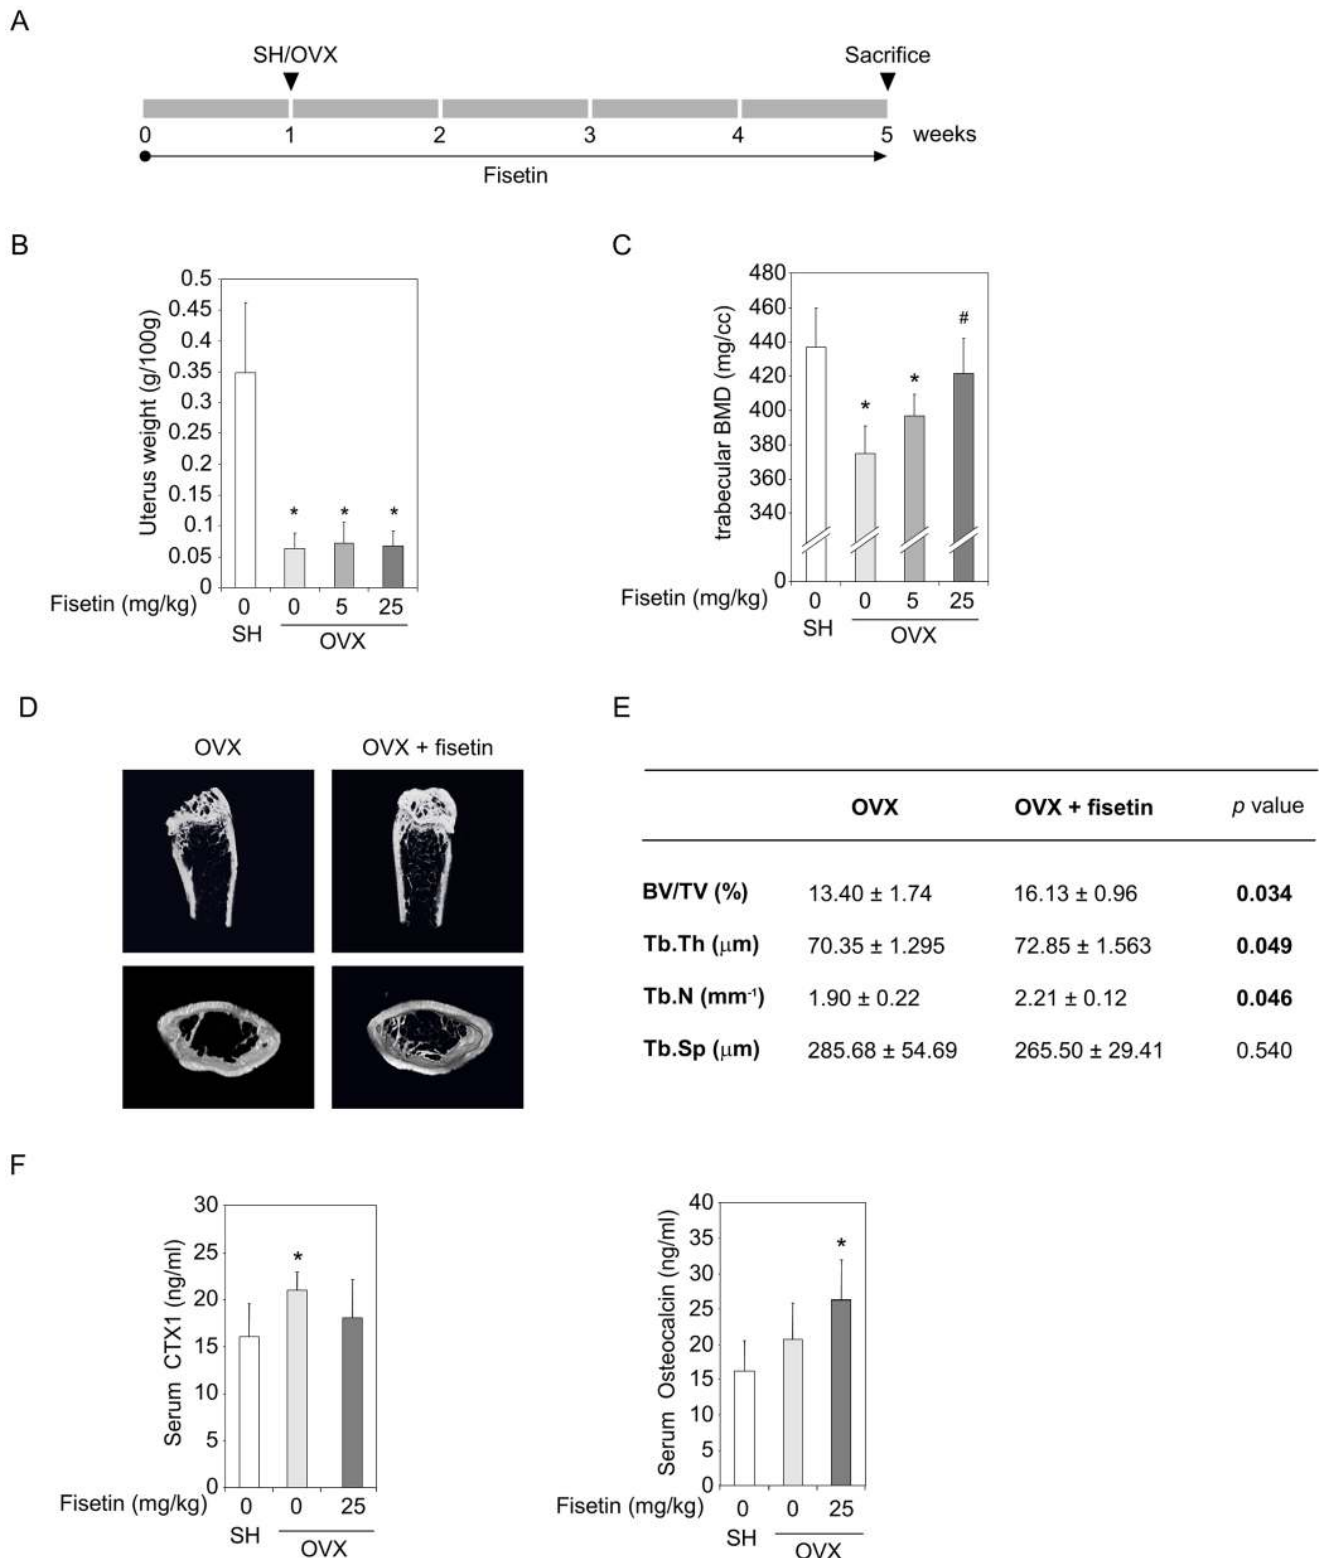 A
SH/OVX Sacrifice
0 1 2 3 4 5 weeks
Fisetin
B
Uterus weight (g/100g)
0.5
0.45
0.4
0.35
0.3
0.25
0.2
0.15
0.1
0.05
0
* * *
Fisetin (mg/kg) 0 0 5 25
SH OVX
C
trabecular BMD (mg/cc)
480
460
440
420
400
380
360
340
0
* * #
Fisetin (mg/kg) 0 0 5 25
SH OVX
D
OVX OVX + fisetin
E
OVX OVX + fisetin p value
BV/TV (%) 13.40 ± 1.74 16.13 ± 0.96 0.034
Tb.Th (μm) 70.35 ± 1.295 72.85 ± 1.563 0.049
Tb.N (mm⁻¹) 1.90 ± 0.22 2.21 ± 0.12 0.046
Tb.Sp (μm) 285.68 ± 54.69 265.50 ± 29.41 0.540
F
Serum CTX1 (ng/ml)
30
25
20
15
10
5
0
*
Fisetin (mg/kg) 0 0 25
SH OVX
Serum Osteocalcin (ng/ml)
40
35
30
25
20
15
10
5
0
*
Fisetin (mg/kg) 0 0 25
SH OVX